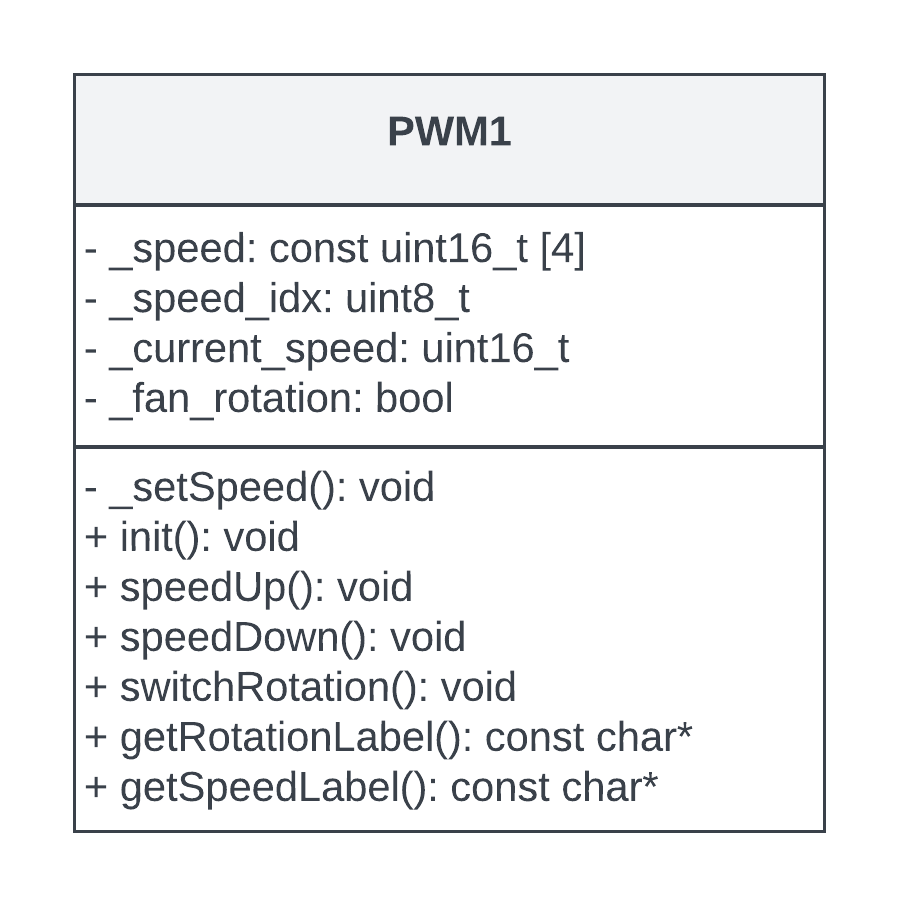 PWM1
- _speed: const uint16_t [4]
- _speed_idx: uint8_t
- _current_speed: uint16_t
- _fan_rotation: bool
- _setSpeed(): void
+ init(): void
+ speedUp(): void
+ speedDown(): void
+ switchRotation(): void
+ getRotationLabel(): const char*
+ getSpeedLabel(): const char*